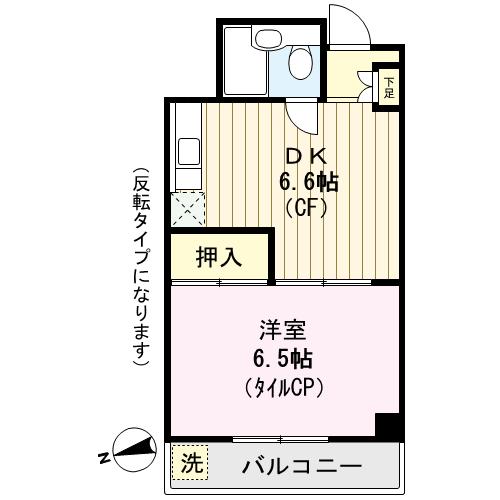 下足
DK
6.6帖
(CF)
(反転タイプになります)
押入
洋室
6.5帖
(ﾀｲﾙCP)
N
洗
バルコニー